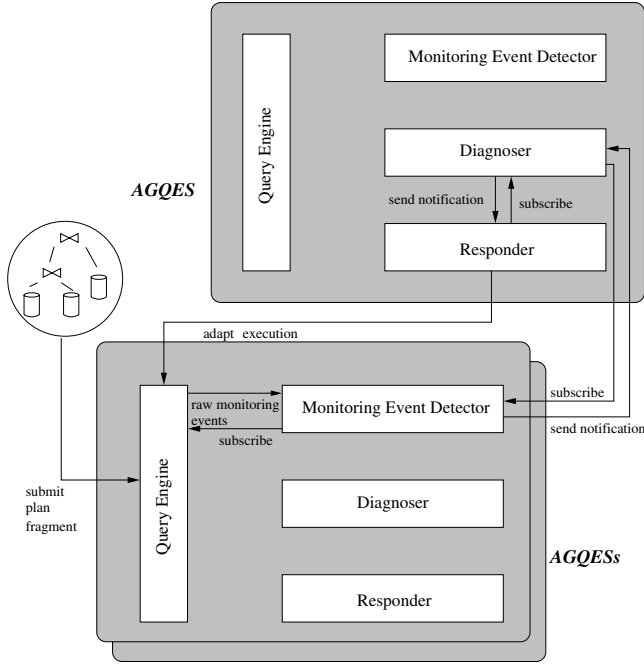 Monitoring Event Detector
Query Engine
Diagnoser
AGQES
send notification
subscribe
Responder
adapt execution
subscribe
raw monitoring
events
Monitoring Event Detector
send notification
subscribe
Query Engine
submit
plan
fragment
Diagnoser
AGQESs
Responder